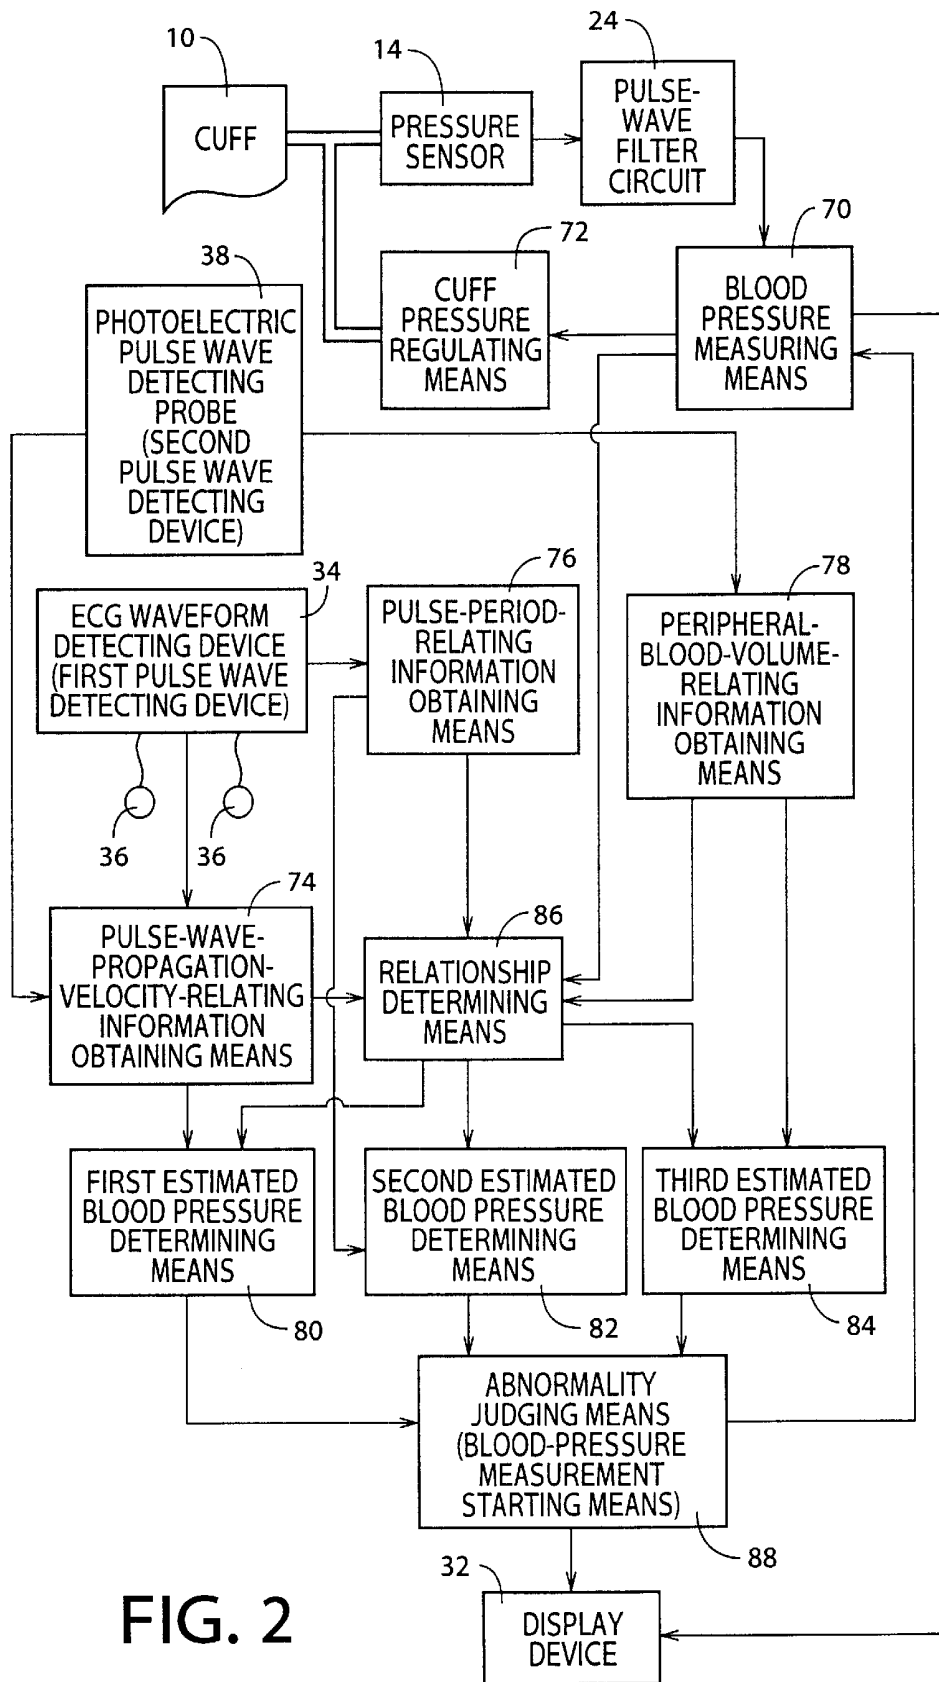 10
CUFF
14
PRESSURE
SENSOR
24
PULSE-
WAVE
FILTER
CIRCUIT
38
PHOTOELECTRIC
PULSE WAVE
DETECTING
PROBE
(SECOND
PULSE WAVE
DETECTING
DEVICE)
72
CUFF
PRESSURE
REGULATING
MEANS
70
BLOOD
PRESSURE
MEASURING
MEANS
34
ECG WAVEFORM
DETECTING DEVICE
(FIRST PULSE WAVE
DETECTING DEVICE)
36
36
76
PULSE-PERIOD-
RELATING
INFORMATION
OBTAINING
MEANS
78
PERIPHERAL-
BLOOD-VOLUME-
RELATING
INFORMATION
OBTAINING
MEANS
74
PULSE-WAVE-
PROPAGATION-
VELOCITY-RELATING
INFORMATION
OBTAINING MEANS
86
RELATIONSHIP
DETERMINING
MEANS
FIRST ESTIMATED
BLOOD PRESSURE
DETERMINING
MEANS
80
SECOND ESTIMATED
BLOOD PRESSURE
DETERMINING
MEANS
82
THIRD ESTIMATED
BLOOD PRESSURE
DETERMINING
MEANS
84
ABNORMALITY
JUDGING MEANS
(BLOOD-PRESSURE
MEASUREMENT
STARTING MEANS)
88
32
DISPLAY
DEVICE
FIG. 2